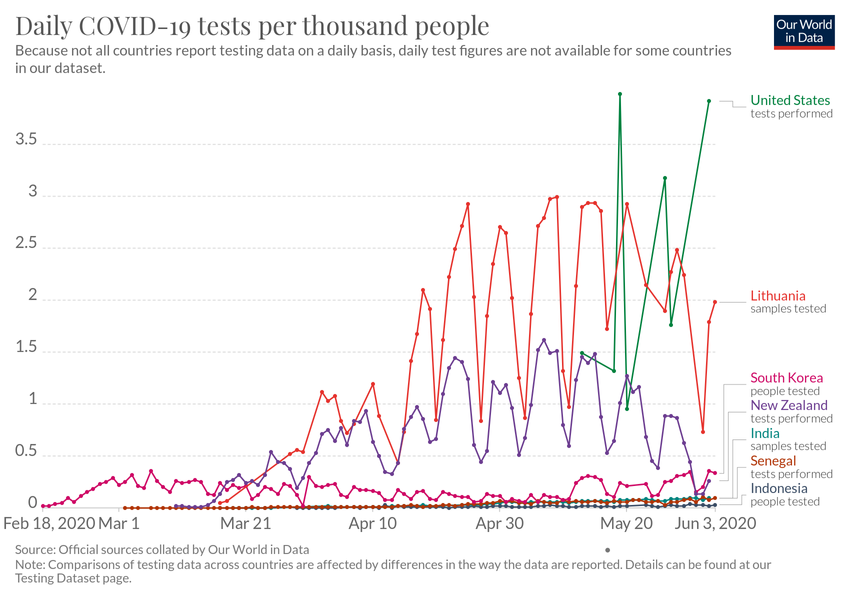 Daily COVID-19 tests per thousand people
Our World
in Data
Because not all countries report testing data on a daily basis, daily test figures are not available for some countries
in our dataset.
United States
tests performed
3.5
3
2.5
2
1.5
1
0.5
0
Lithuania
samples tested
South Korea
people tested
New Zealand
tests performed
India
samples tested
Senegal
tests performed
Indonesia
people tested
Feb 18, 2020 Mar 1 Mar 21 Apr 10 Apr 30 May 20 Jun 3, 2020
Source: Official sources collated by Our World in Data
Note: Comparisons of testing data across countries are affected by differences in the way the data are reported. Details can be found at our
Testing Dataset page.